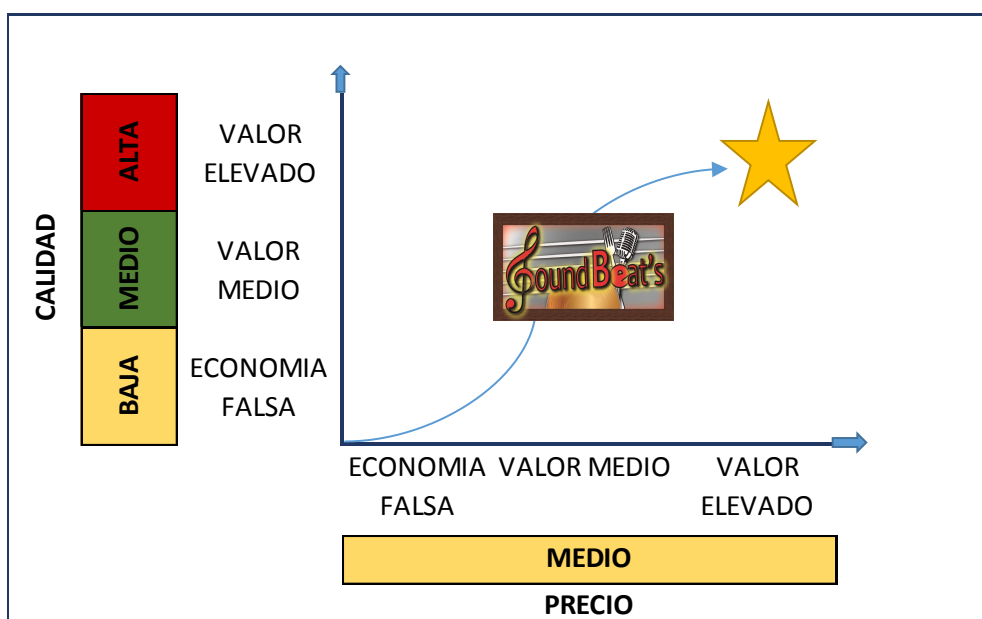 CALIDAD
ALTA
VALOR
ELEVADO
MEDIO
VALOR
MEDIO
BAJA
ECONOMIA
FALSA
SoundBeat's
ECONOMIA
FALSA
VALOR MEDIO
VALOR
ELEVADO
MEDIO
PRECIO